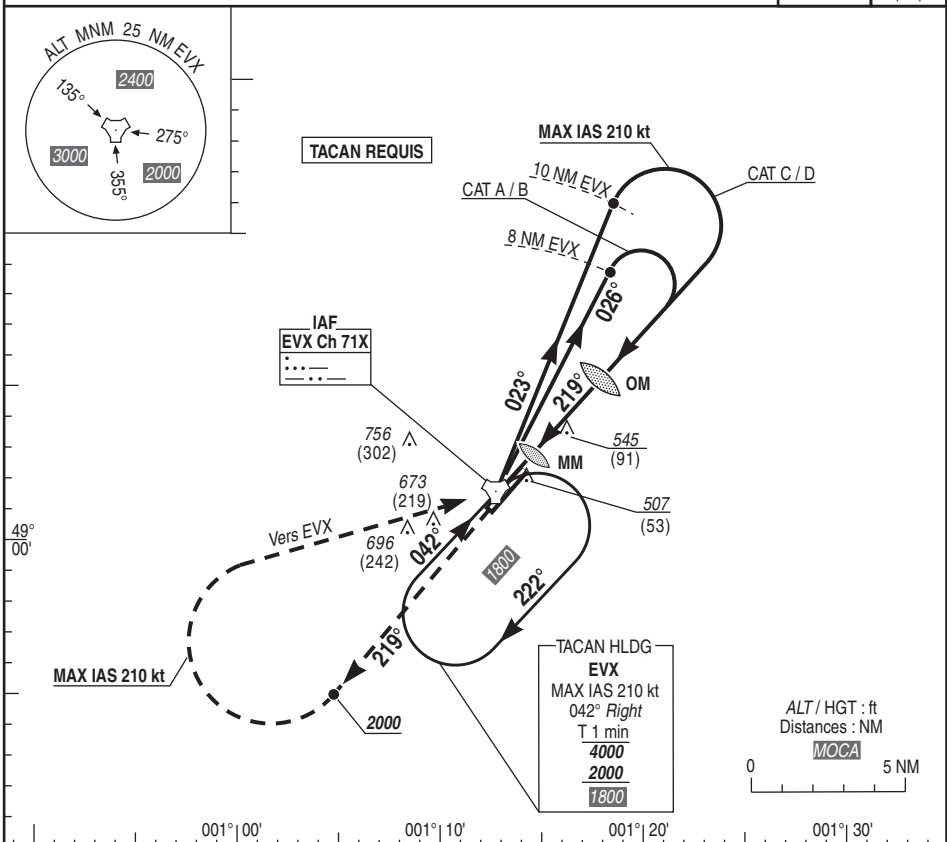 ALT MNM 25 NM EVX
2400
135°
275°
3000
2000
355°
TACAN REQUIS
MAX IAS 210 kt
10 NM EVX
CAT A / B
CAT C / D
8 NM EVX
026°
IAF
EVX Ch 71X
023°
219°
OM
756
(302)
545
(91)
MM
673
(219)
507
(53)
49°
00'
Vers EVX
696
(242)
042°
1800
222°
219°
MAX IAS 210 kt
2000
TACAN HLDG
EVX
MAX IAS 210 kt
042° Right
T 1 min
4000
2000
1800
ALT / HGT : ft
Distances : NM
MOCA
0 5 NM
001° 00' 001° 10' 001° 20' 001° 30'